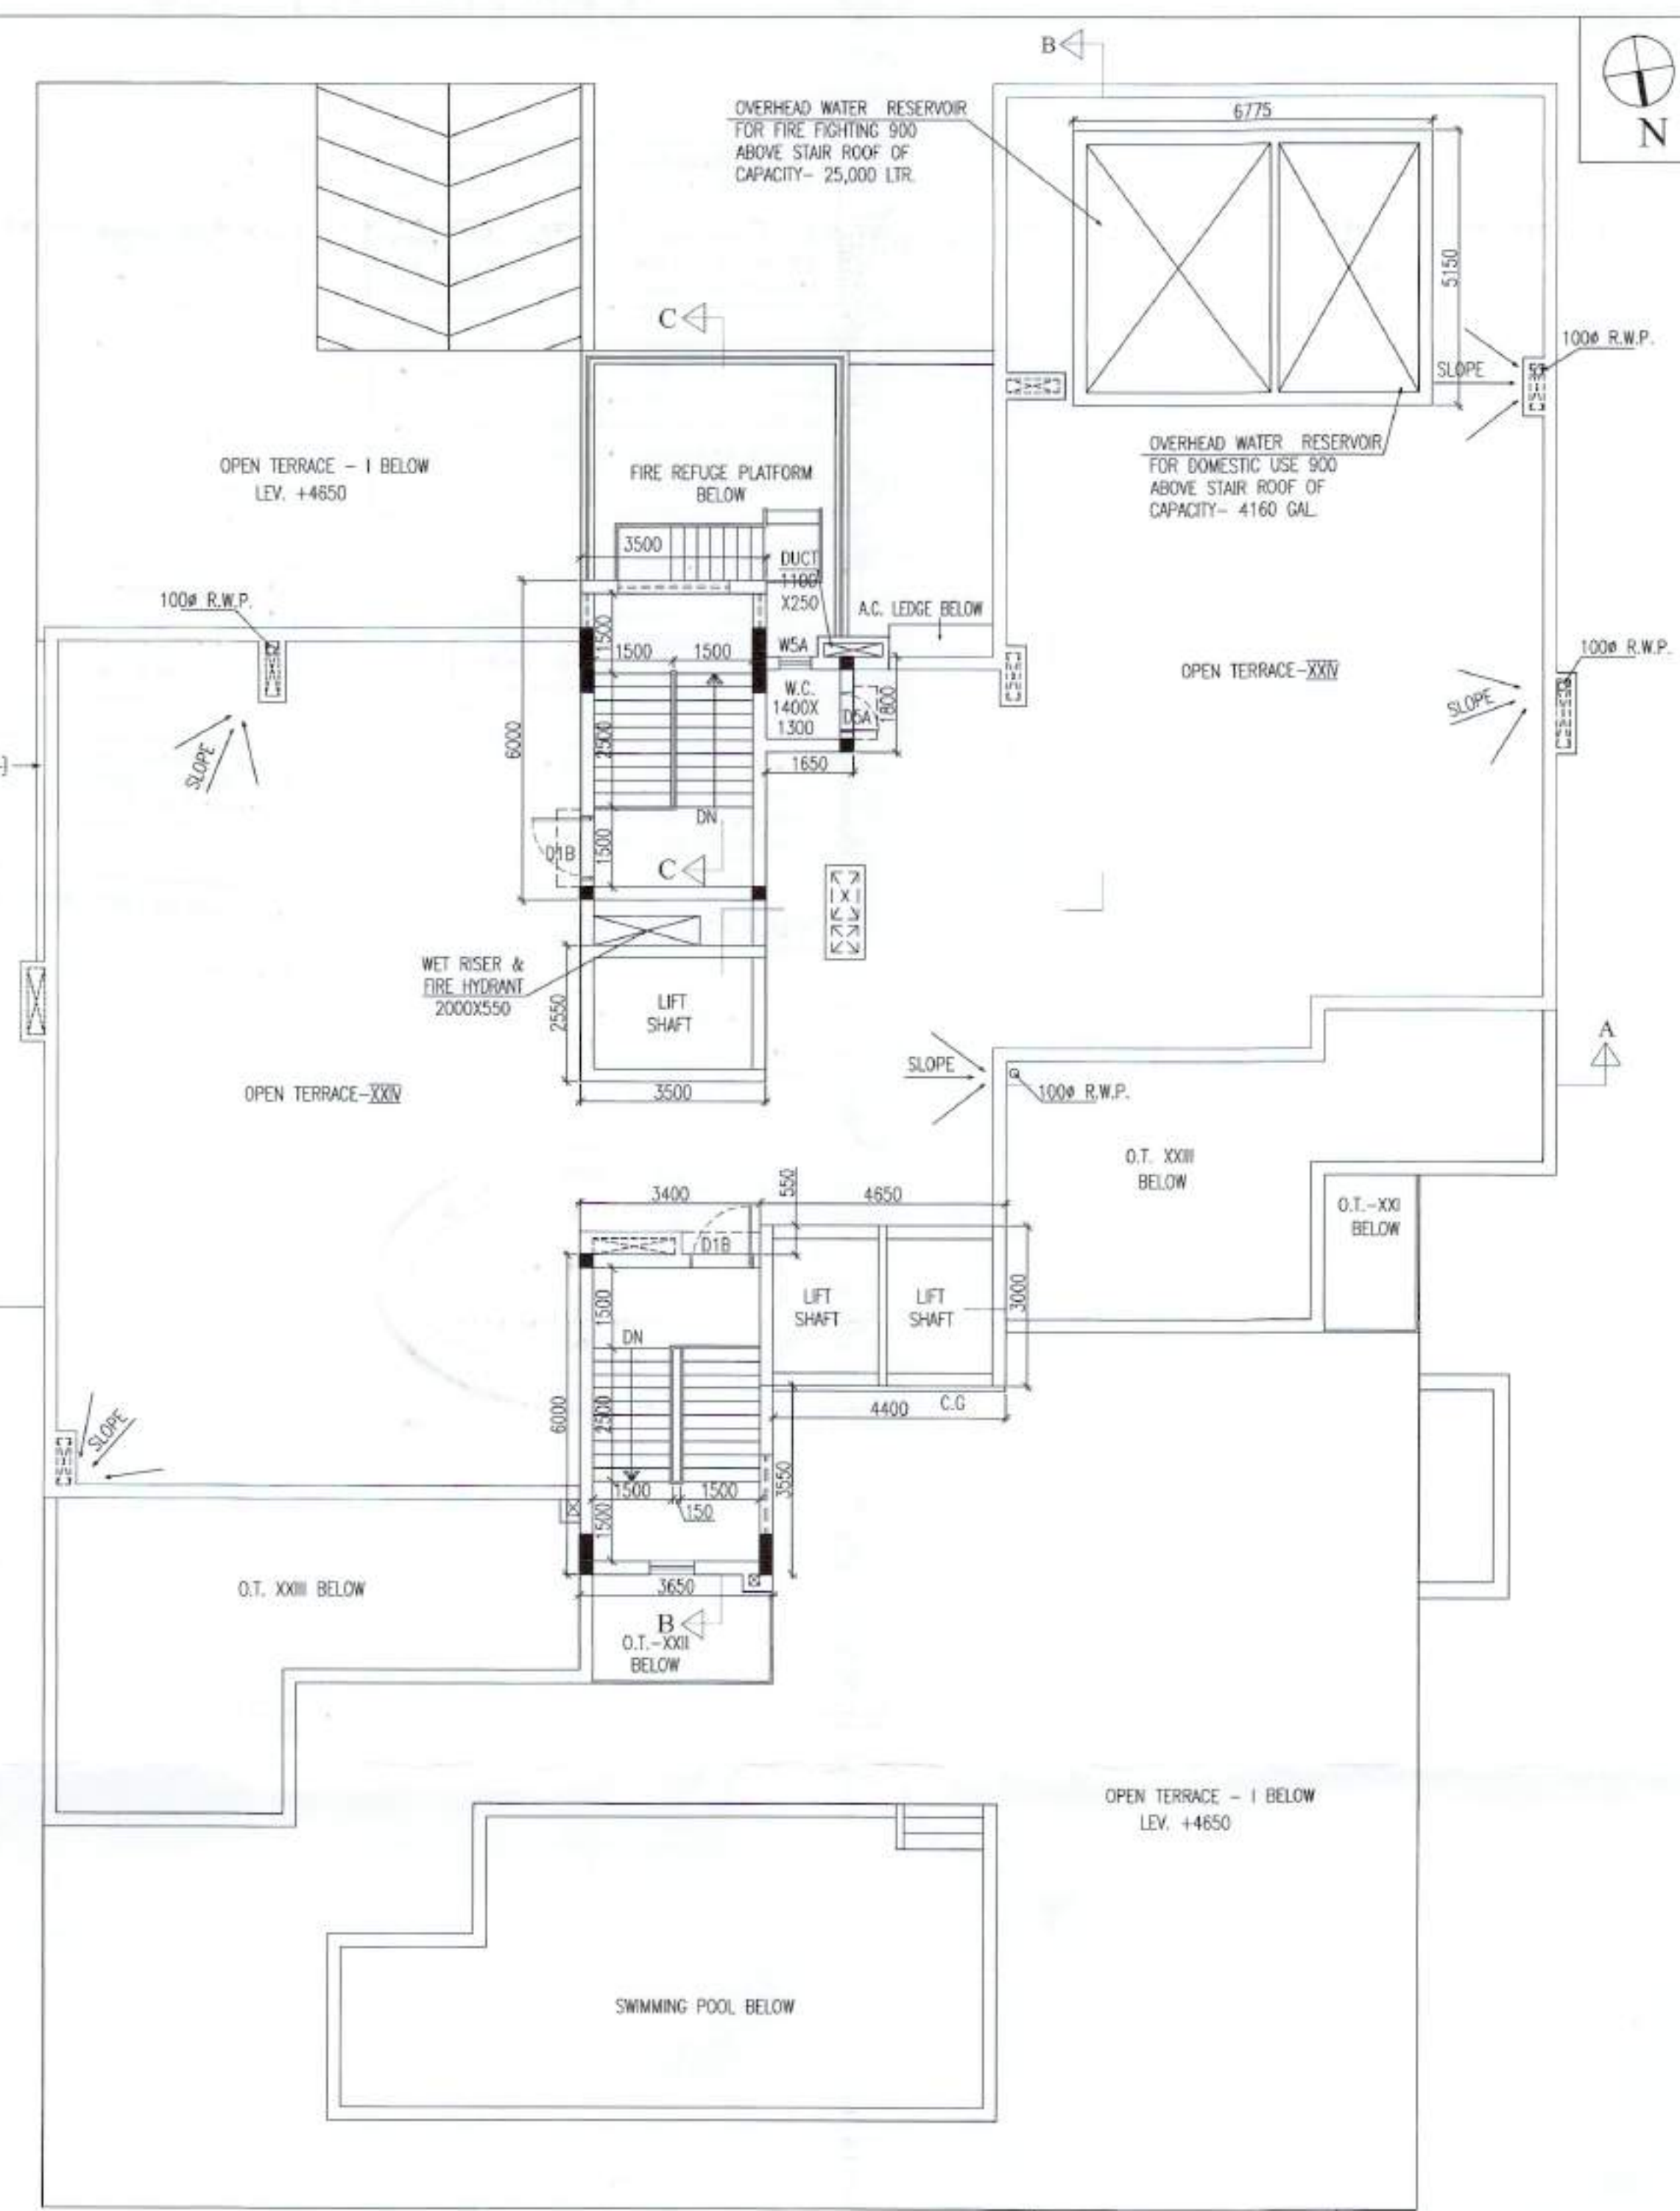 B
N
OVERHEAD WATER RESERVOIR
FOR FIRE FIGHTING 900
ABOVE STAIR ROOF OF
CAPACITY- 25,000 LTR.
6775
5150
C
100ø R.W.P.
SLOPE
OVERHEAD WATER RESERVOIR
FOR DOMESTIC USE 900
ABOVE STAIR ROOF OF
CAPACITY- 4160 GAL.
OPEN TERRACE - I BELOW
LEV. +4650
FIRE REFUGE PLATFORM
BELOW
3500
DUCT
1100
X250
A.C. LEDGE BELOW
100ø R.W.P.
1500
1500
1500
W5A
W.C.
1400X
1300
D5A
1800
1650
OPEN TERRACE-XXIV
100ø R.W.P.
SLOPE
SLOPE
6000
2500
DN
1500
D1B
C
WET RISER &
FIRE HYDRANT
2000X550
2550
LIFT
SHAFT
3500
OPEN TERRACE-XXIV
SLOPE
100ø R.W.P.
A
O.T. XXIII
BELOW
O.T.-XXI
BELOW
3400
550
4650
D1B
LIFT
SHAFT
LIFT
SHAFT
3000
1500
DN
6000
2500
4400
C.G
3550
1500
1500
150
1500
SLOPE
3650
B
O.T.-XXII
BELOW
O.T. XXIII BELOW
OPEN TERRACE - I BELOW
LEV. +4650
SWIMMING POOL BELOW